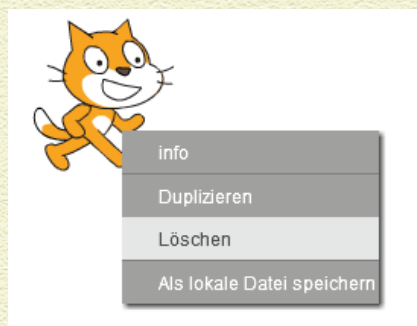 info
Duplizieren
Löschen
Als lokale Datei speichern